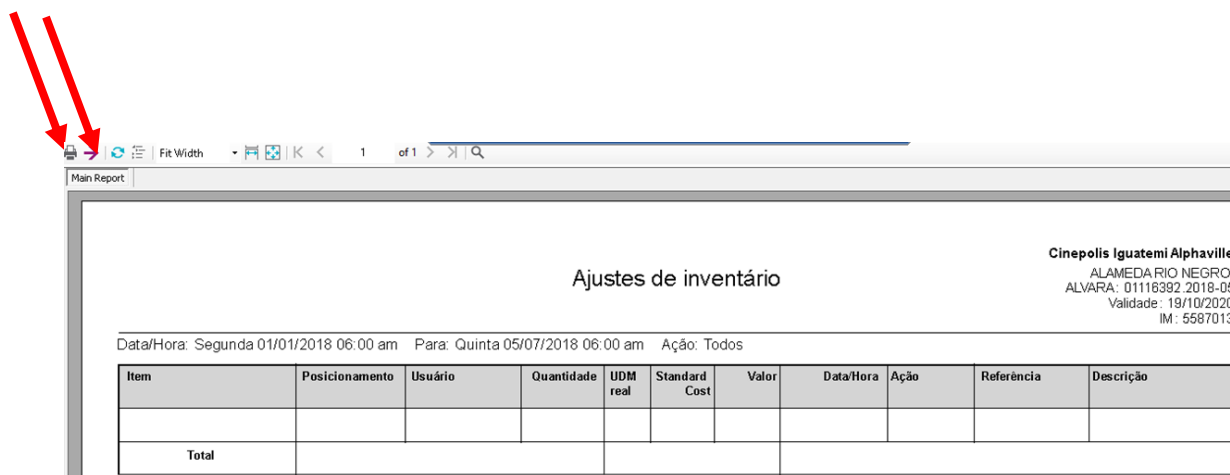 Fit Width 1 of 1
Main Report
Cinepolis Iguatemi Alphaville
Ajustes de inventário
ALAMEDA RIO NEGRO
ALVARA: 01116392.2018-05
Validade: 19/10/2020
IM: 5587013
Data/Hora: Segunda 01/01/2018 06:00 am Para: Quinta 05/07/2018 06:00 am Ação: Todos
Item Posicionamento Usuário Quantidade UDM real Standard Cost Valor Data/Hora Ação Referência Descrição
Total